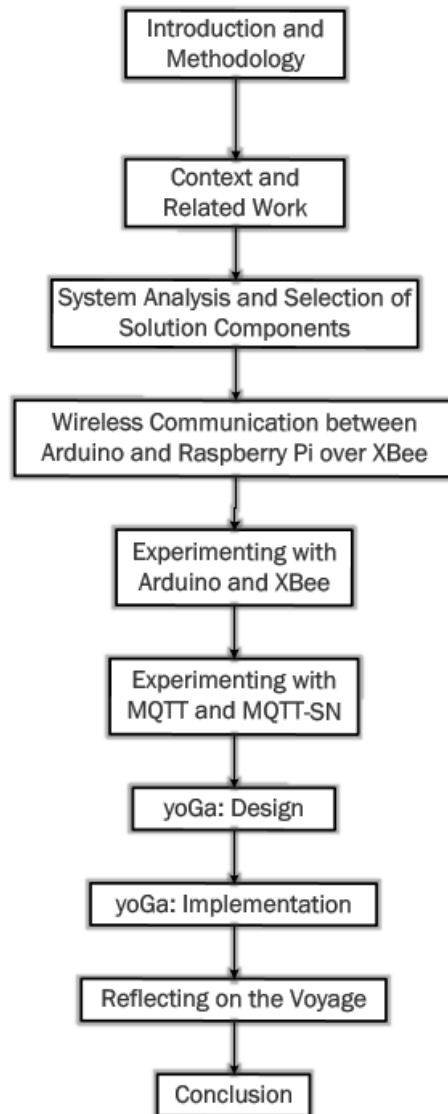 Introduction and
Methodology
Context and
Related Work
System Analysis and Selection of
Solution Components
Wireless Communication between
Arduino and Raspberry Pi over XBee
Experimenting with
Arduino and XBee
Experimenting with
MQTT and MQTT-SN
yoGa: Design
yoGa: Implementation
Reflecting on the Voyage
Conclusion